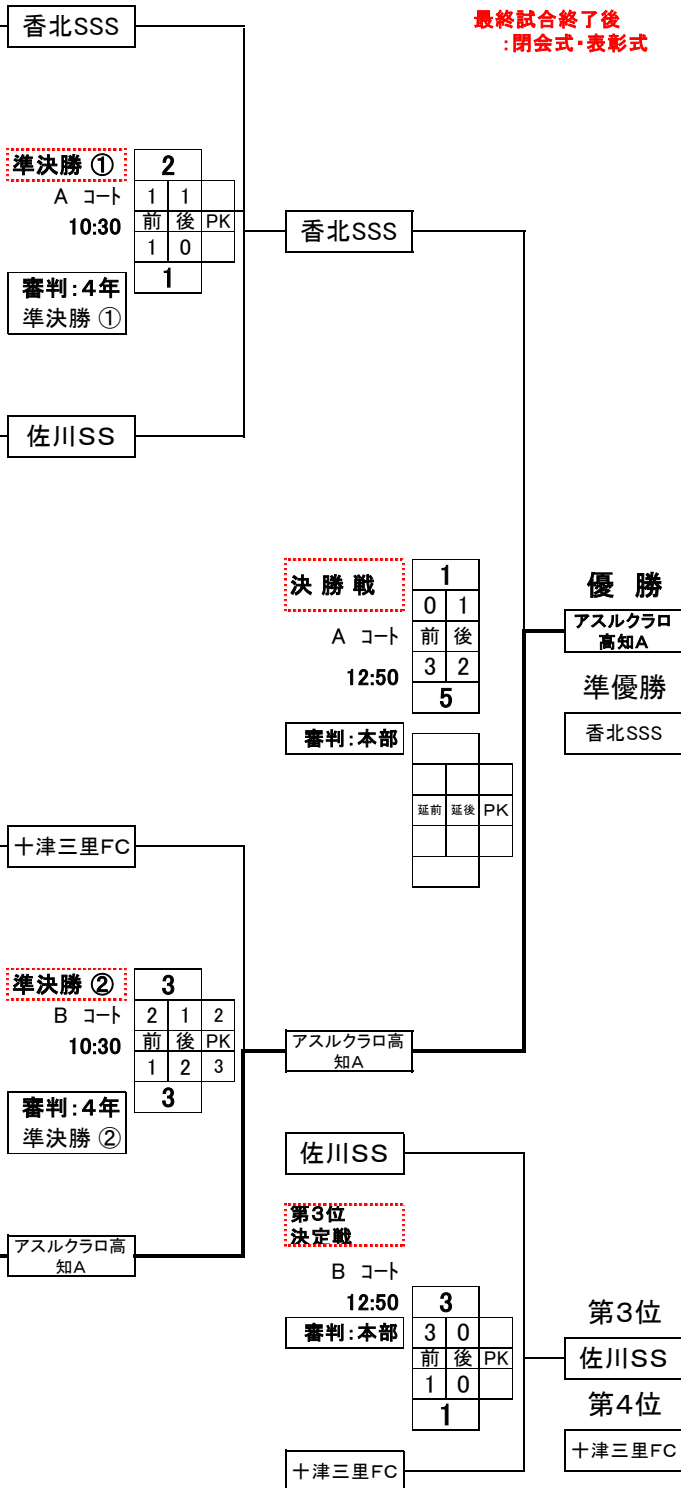 香北SSS
最終試合終了後
:閉会式・表彰式
準決勝 ①
2
A コート
1 1
10:30
前 後 PK
1 0
1
審判:4年
準決勝 ①
香北SSS
佐川SS
決 勝 戦
1
0 1
A コート
前 後
12:50
3 2
5
審判:本部
延前 延後 PK
優 勝
アスルクラロ
高知A
準優勝
香北SSS
十津三里FC
準決勝 ②
3
B コート
2 1 2
10:30
前 後 PK
1 2 3
3
審判:4年
準決勝 ②
アスルクラロ高
知A
アスルクラロ高
知A
佐川SS
第3位
決定戦
B コート
12:50
3
審判:本部
3 0
前 後 PK
1 0
1
十津三里FC
第3位
佐川SS
第4位
十津三里FC